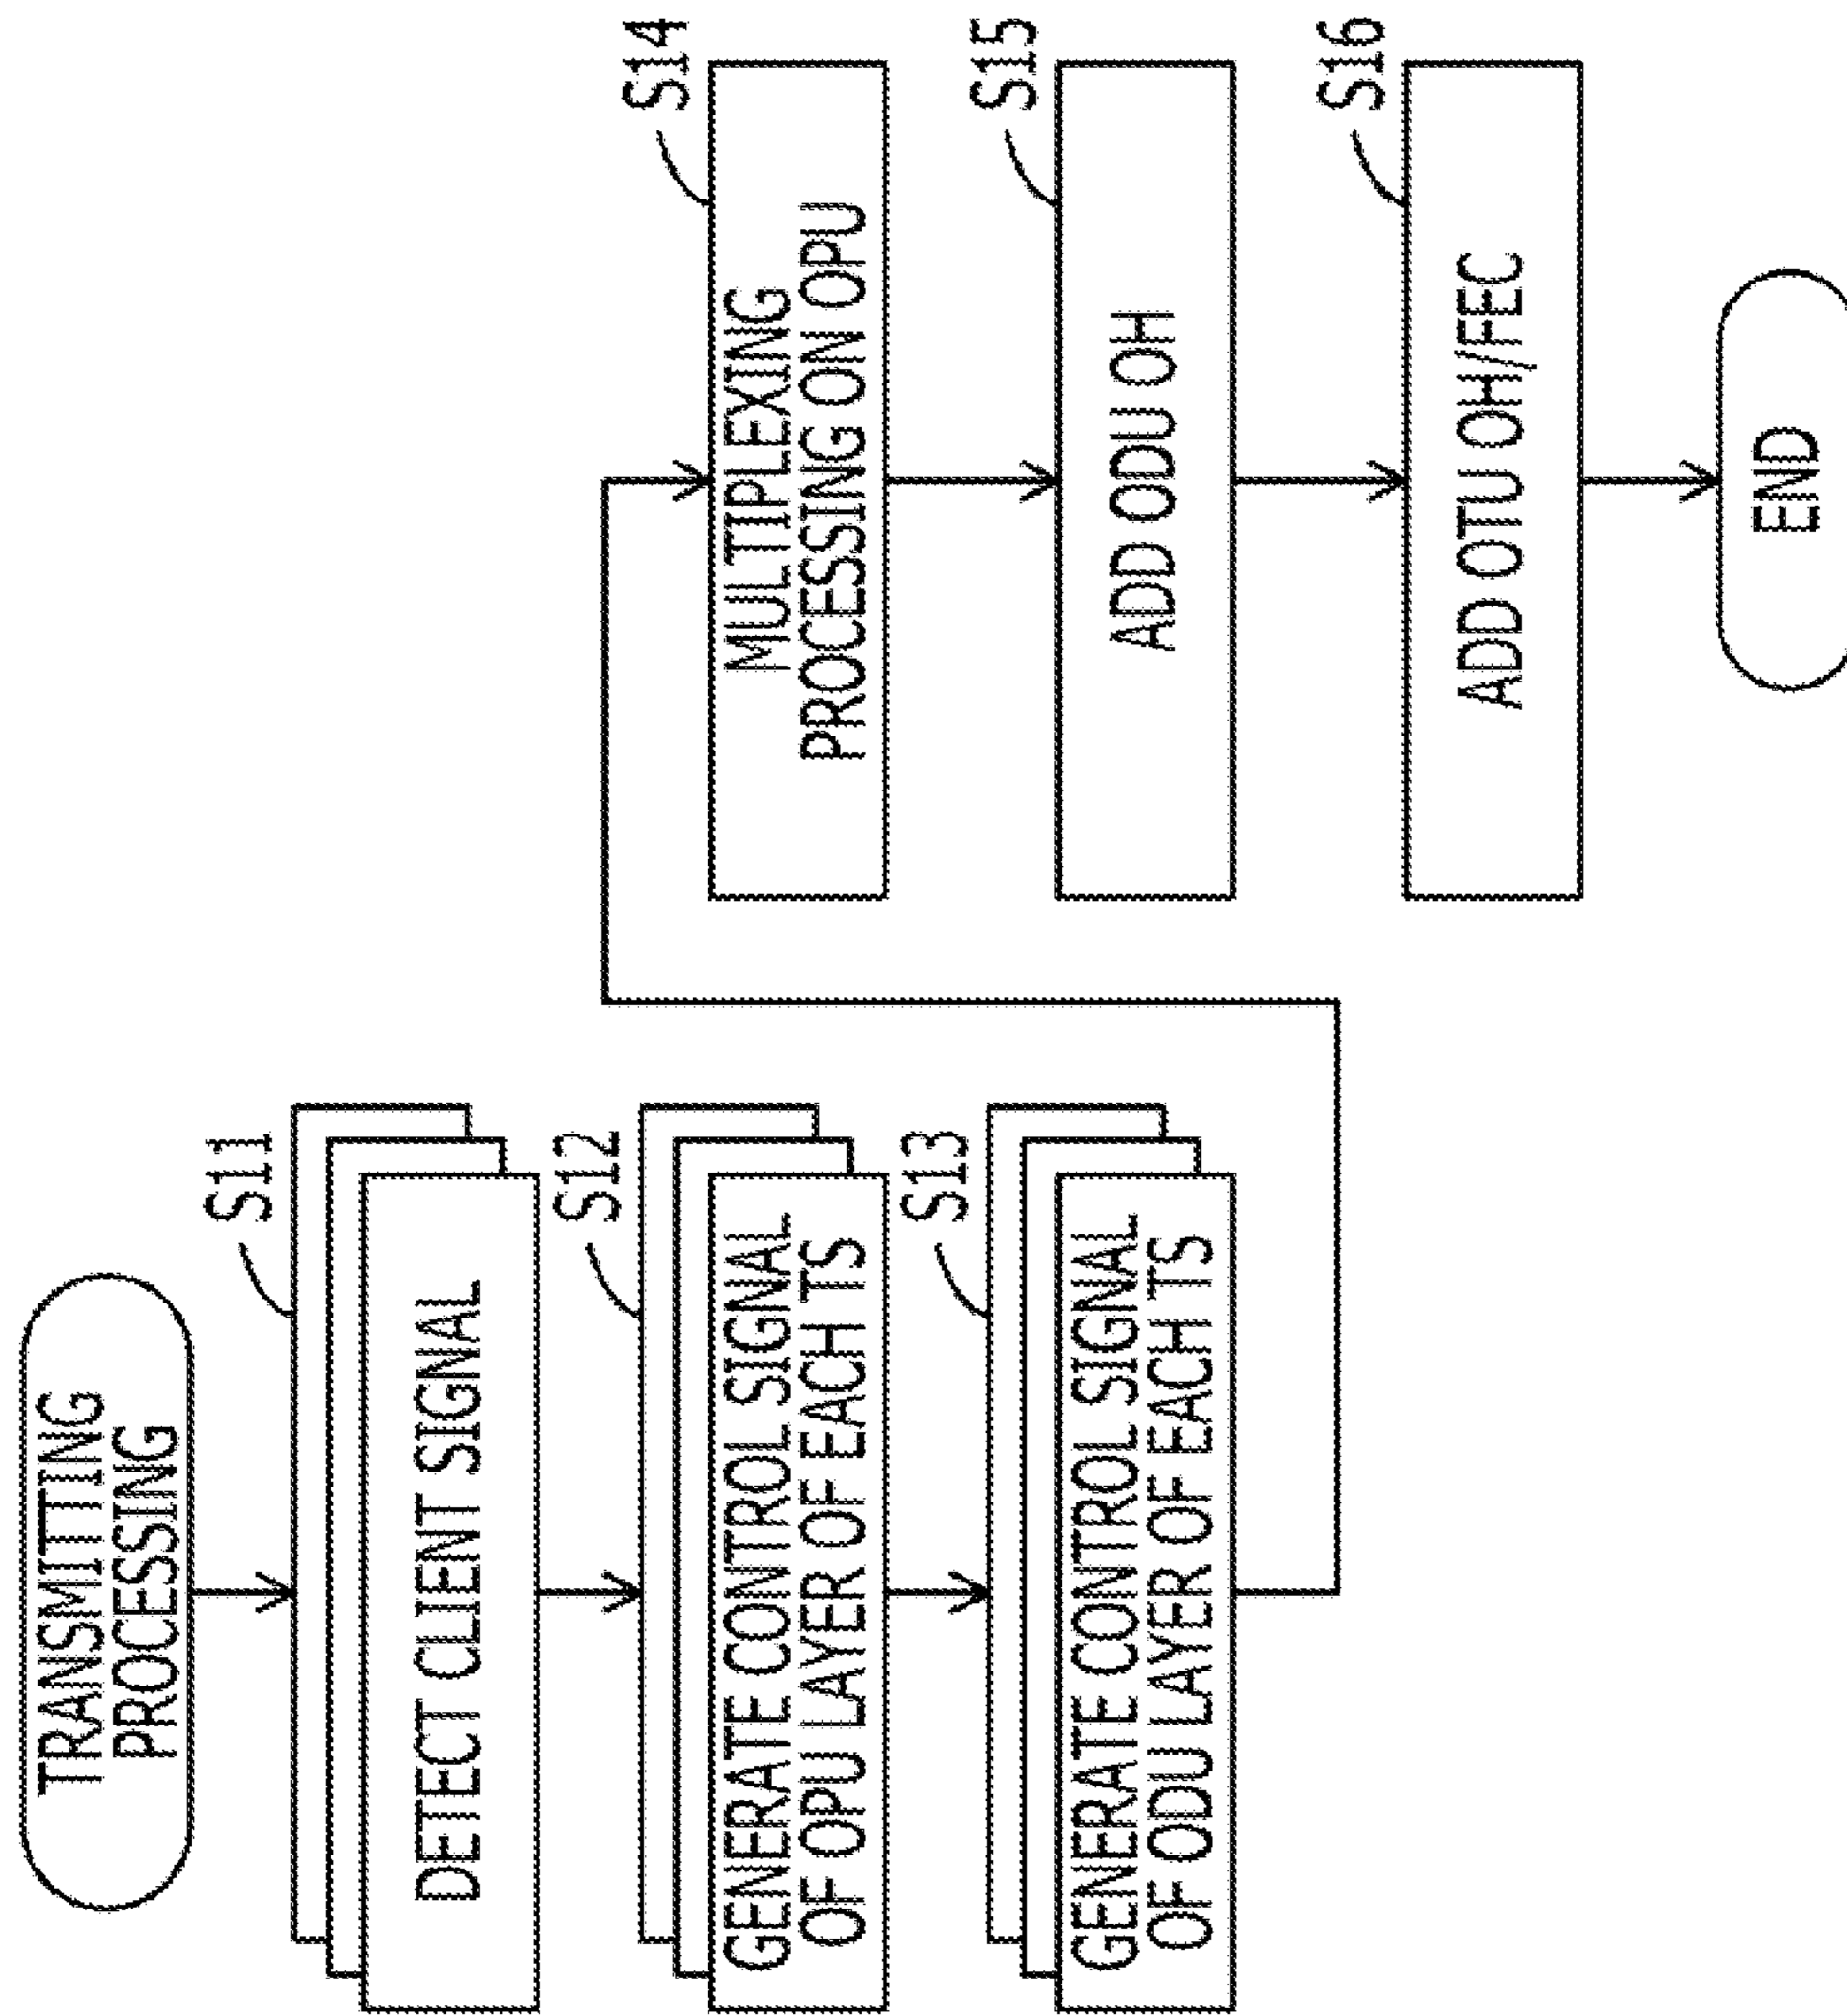 TRANSMITTING
PROCESSING
S11
DETECT CLIENT SIGNAL
S12
GENERATE CONTROL SIGNAL
OF OPU LAYER OF EACH TS
S13
GENERATE CONTROL SIGNAL
OF ODU LAYER OF EACH TS
S14
MULTIPLEXING
PROCESSING ON OPU
S15
ADD ODU OH
S16
ADD OTU OH/FEC
END